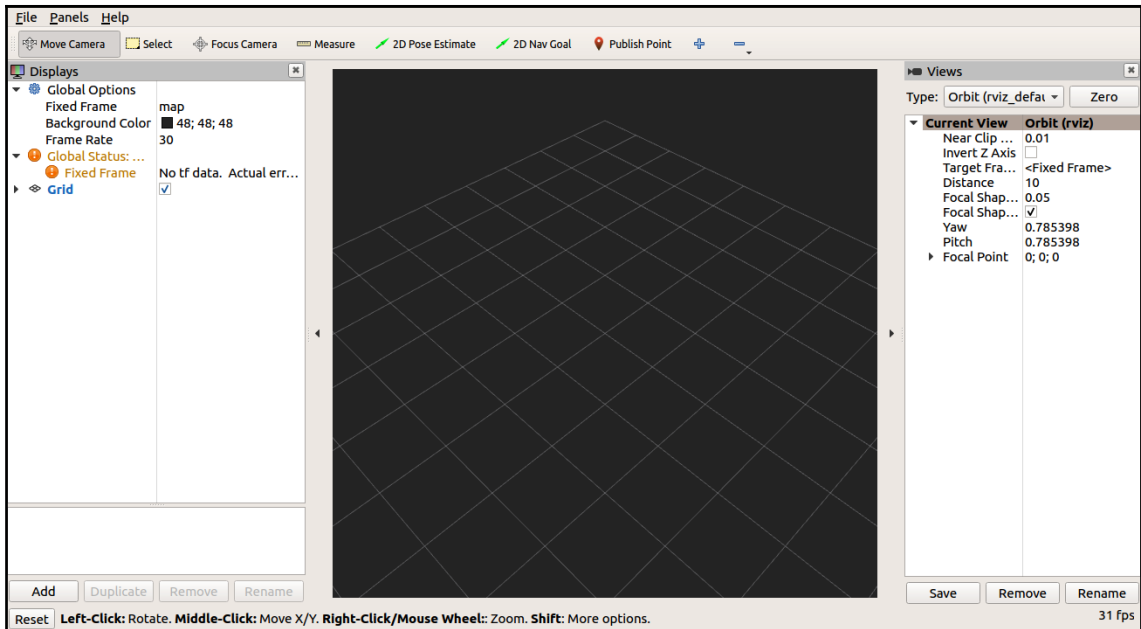 File Panels Help
Move Camera Select Focus Camera Measure 2D Pose Estimate 2D Nav Goal Publish Point
Displays
Global Options
Fixed Frame map
Background Color 48; 48; 48
Frame Rate 30
Global Status: ...
Fixed Frame No tf data. Actual err...
Grid
Add Duplicate Remove Rename
Views
Type: Orbit (rviz_defau Zero
Current View Orbit (rviz)
Near Clip ... 0.01
Invert Z Axis
Target Fra... <Fixed Frame>
Distance 10
Focal Shap... 0.05
Focal Shap...
Yaw 0.785398
Pitch 0.785398
Focal Point 0; 0; 0
Save Remove Rename
Reset Left-Click: Rotate. Middle-Click: Move X/Y. Right-Click/Mouse Wheel:: Zoom. Shift: More options. 31 fps